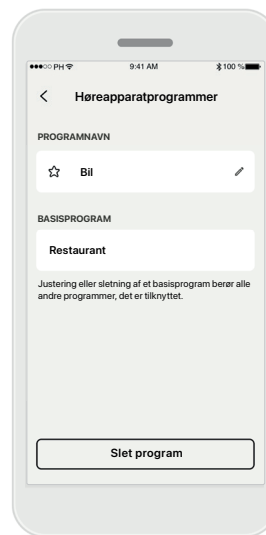 PH 9:41 AM 100 %
Høreapparatprogrammer
PROGRAMNAVN
Bil
BASISPROGRAM
Restaurant
Justering eller sletning af et basisprogram berør alle
andre programmer, det er tilknyttet.
Slet program